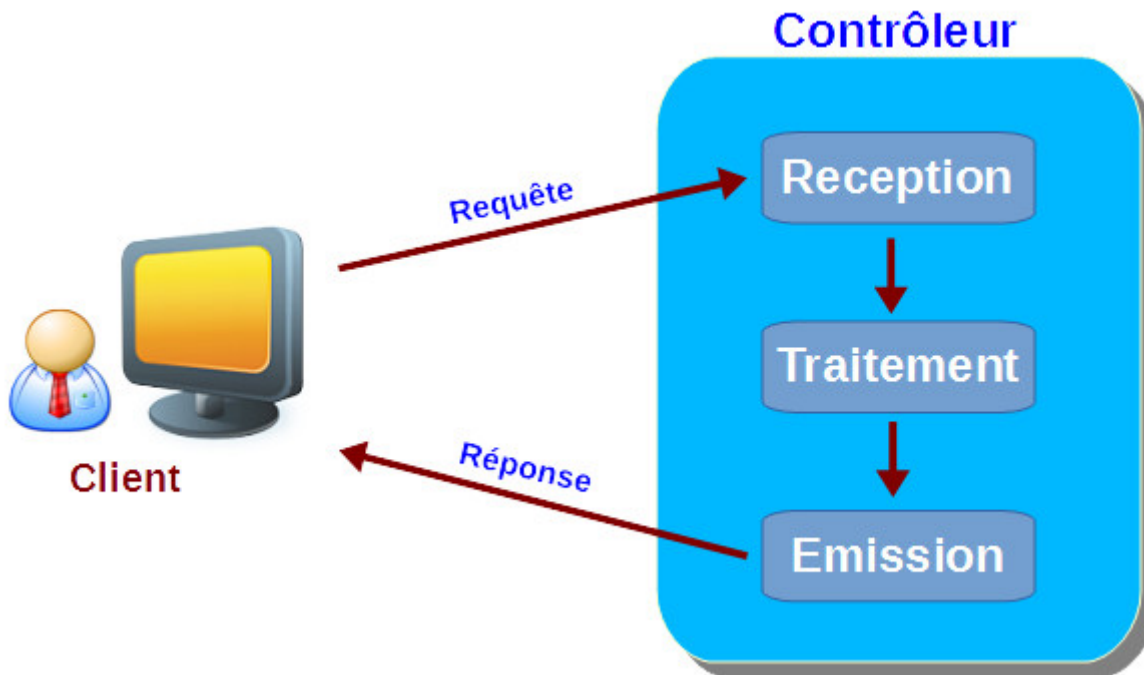 Contrôleur
Requête
Reception
Traitement
Réponse
Client
Emission